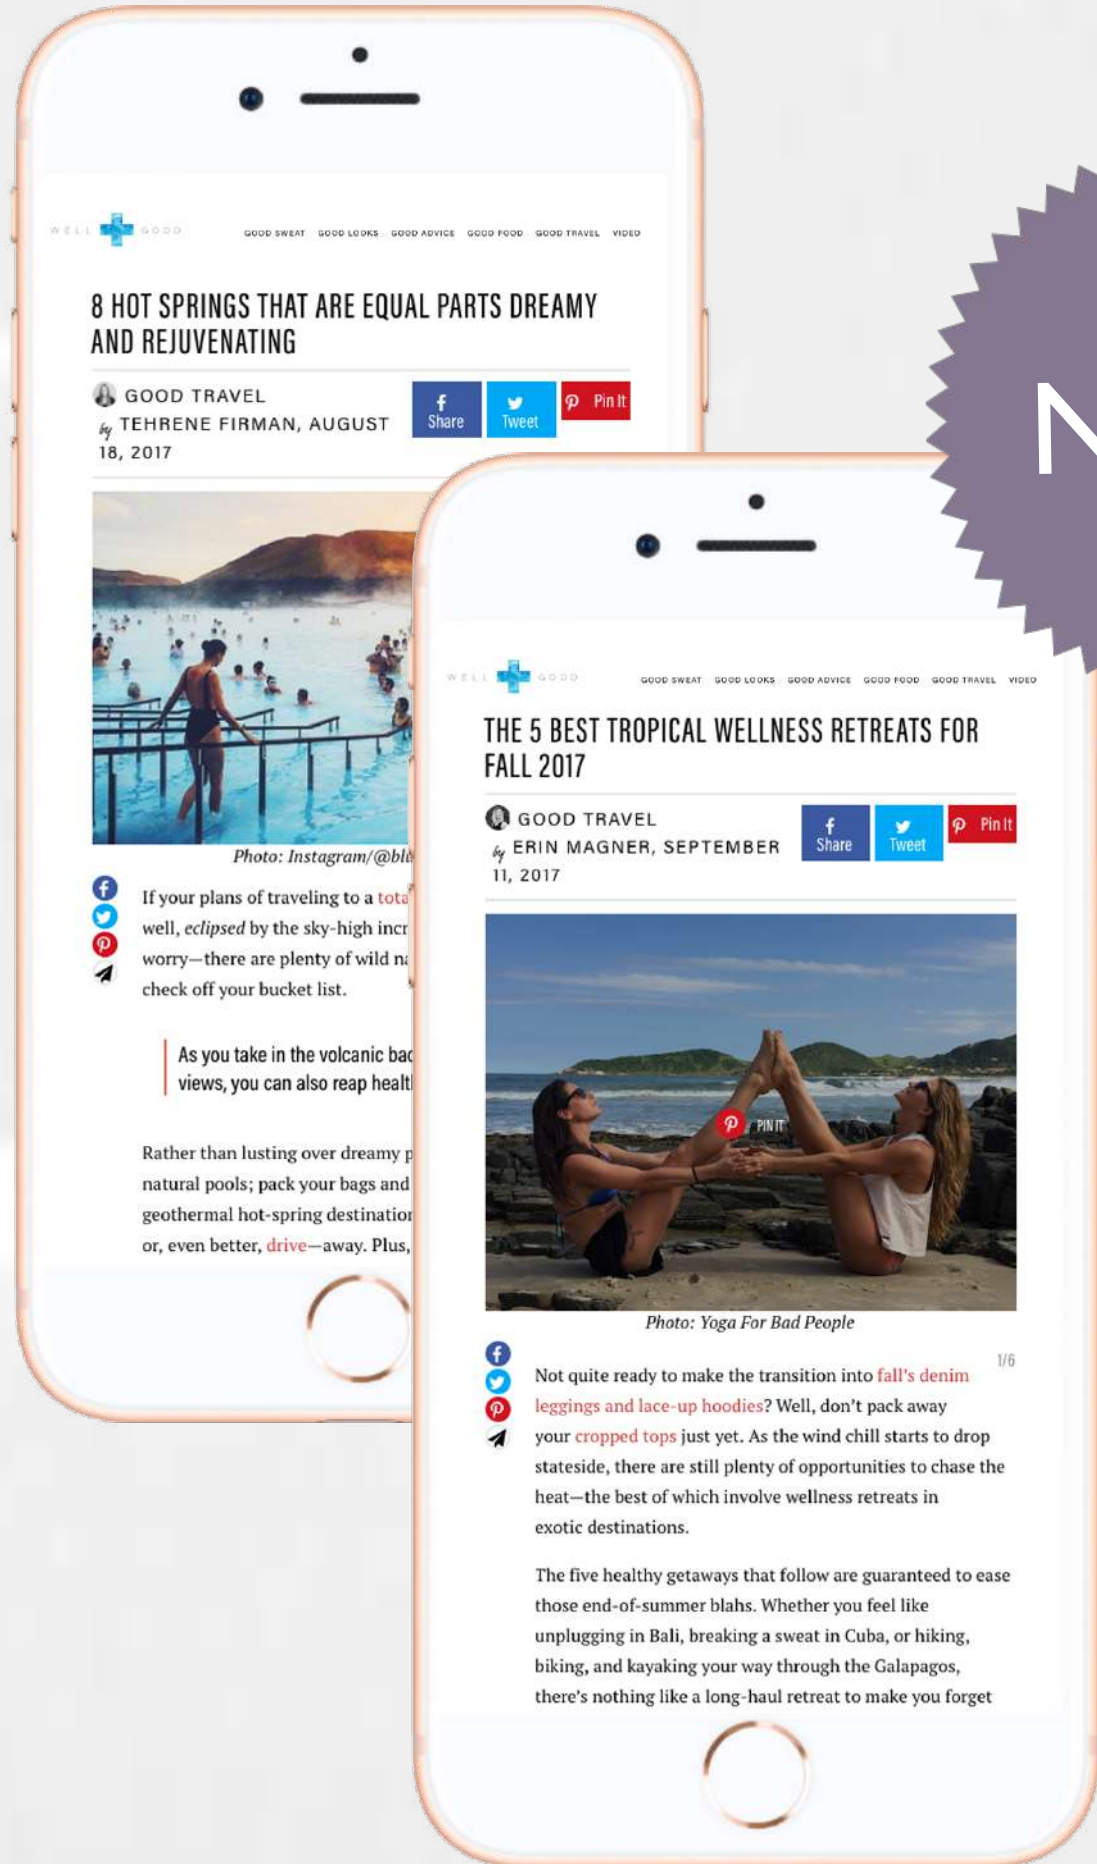 WELL GOOD
GOOD SWEAT GOOD LOOKS GOOD ADVICE GOOD FOOD GOOD TRAVEL VIDEO
8 HOT SPRINGS THAT ARE EQUAL PARTS DREAMY
AND REJUVENATING
GOOD TRAVEL
by TEHRENE FIRMAN, AUGUST
18, 2017
f Share
Tweet
Pin It
Photo: Instagram/@blu
If your plans of traveling to a tota
well, eclipsed by the sky-high incr
worry—there are plenty of wild na
check off your bucket list.
As you take in the volcanic bac
views, you can also reap healt
Rather than lusting over dreamy p
natural pools; pack your bags and
geothermal hot-spring destination
or, even better, drive—away. Plus,
N
WELL GOOD
GOOD SWEAT GOOD LOOKS GOOD ADVICE GOOD FOOD GOOD TRAVEL VIDEO
THE 5 BEST TROPICAL WELLNESS RETREATS FOR
FALL 2017
GOOD TRAVEL
by ERIN MAGNER, SEPTEMBER
11, 2017
f Share
Tweet
Pin It
PIN IT
Photo: Yoga For Bad People
1/6
Not quite ready to make the transition into fall's denim
leggings and lace-up hoodies? Well, don't pack away
your cropped tops just yet. As the wind chill starts to drop
stateside, there are still plenty of opportunities to chase the
heat—the best of which involve wellness retreats in
exotic destinations.
The five healthy getaways that follow are guaranteed to ease
those end-of-summer blahs. Whether you feel like
unplugging in Bali, breaking a sweat in Cuba, or hiking,
biking, and kayaking your way through the Galapagos,
there's nothing like a long-haul retreat to make you forget